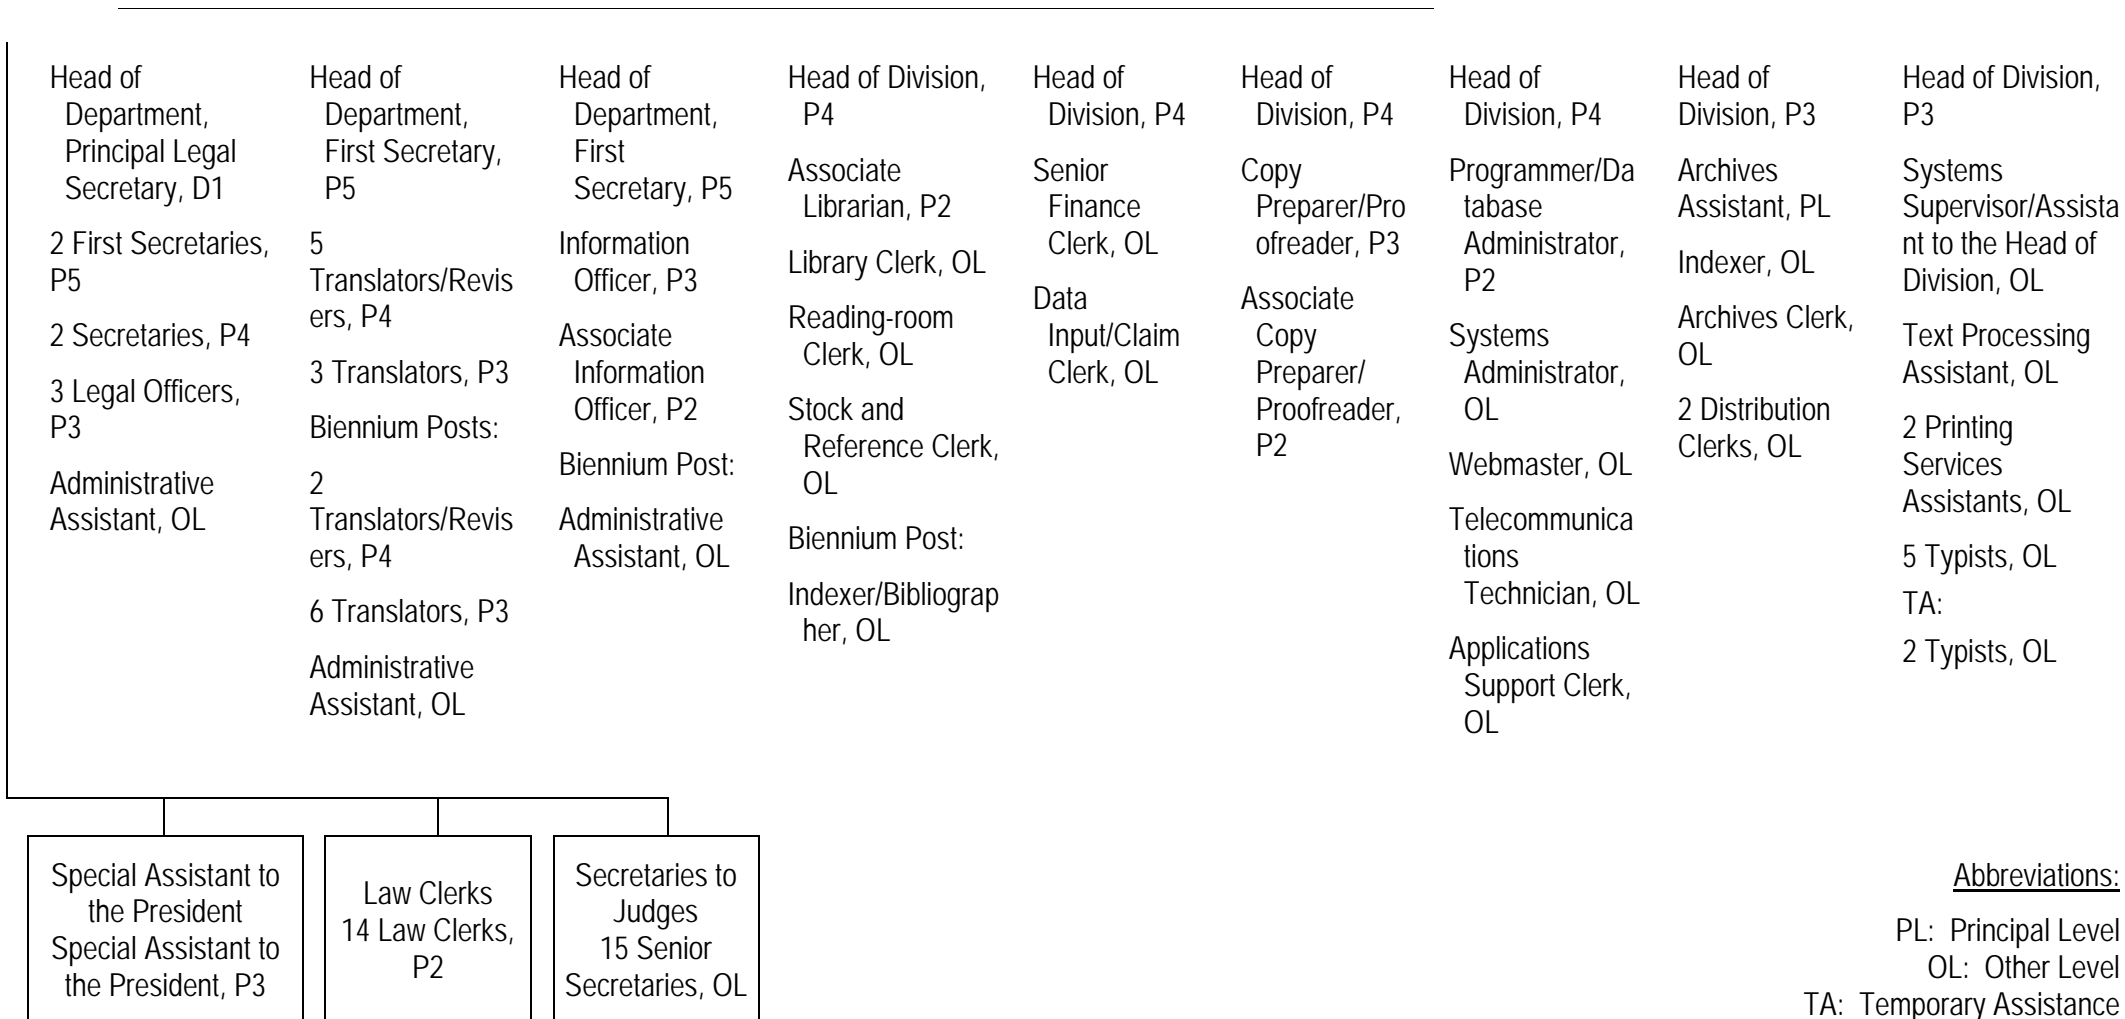 Head of
Department,
Principal Legal
Secretary, D1
2 First Secretaries,
P5
2 Secretaries, P4
3 Legal Officers,
P3
Administrative
Assistant, OL
Head of
Department,
First Secretary,
P5
5
Translators/Revis
ers, P4
3 Translators, P3
Biennium Posts:
2
Translators/Revis
ers, P4
6 Translators, P3
Administrative
Assistant, OL
Head of
Department,
First
Secretary, P5
Information
Officer, P3
Associate
Information
Officer, P2
Biennium Post:
Administrative
Assistant, OL
Head of Division,
P4
Associate
Librarian, P2
Library Clerk, OL
Reading-room
Clerk, OL
Stock and
Reference Clerk,
OL
Biennium Post:
Indexer/Bibliograp
her, OL
Head of
Division, P4
Senior
Finance
Clerk, OL
Data
Input/Claim
Clerk, OL
Head of
Division, P4
Copy
Preparer/Pro
ofreader, P3
Associate
Copy
Preparer/
Proofreader,
P2
Head of
Division, P4
Programmer/Da
tabase
Administrator,
P2
Systems
Administrator,
OL
Webmaster, OL
Telecommunica
tions
Technician, OL
Applications
Support Clerk,
OL
Head of
Division, P3
Archives
Assistant, PL
Indexer, OL
Archives Clerk,
OL
2 Distribution
Clerks, OL
Head of Division,
P3
Systems
Supervisor/Assista
nt to the Head of
Division, OL
Text Processing
Assistant, OL
2 Printing
Services
Assistants, OL
5 Typists, OL
TA:
2 Typists, OL
Special Assistant to
the President
Special Assistant to
the President, P3
Law Clerks
14 Law Clerks,
P2
Secretaries to
Judges
15 Senior
Secretaries, OL
Abbreviations:
PL: Principal Level
OL: Other Level
TA: Temporary Assistance